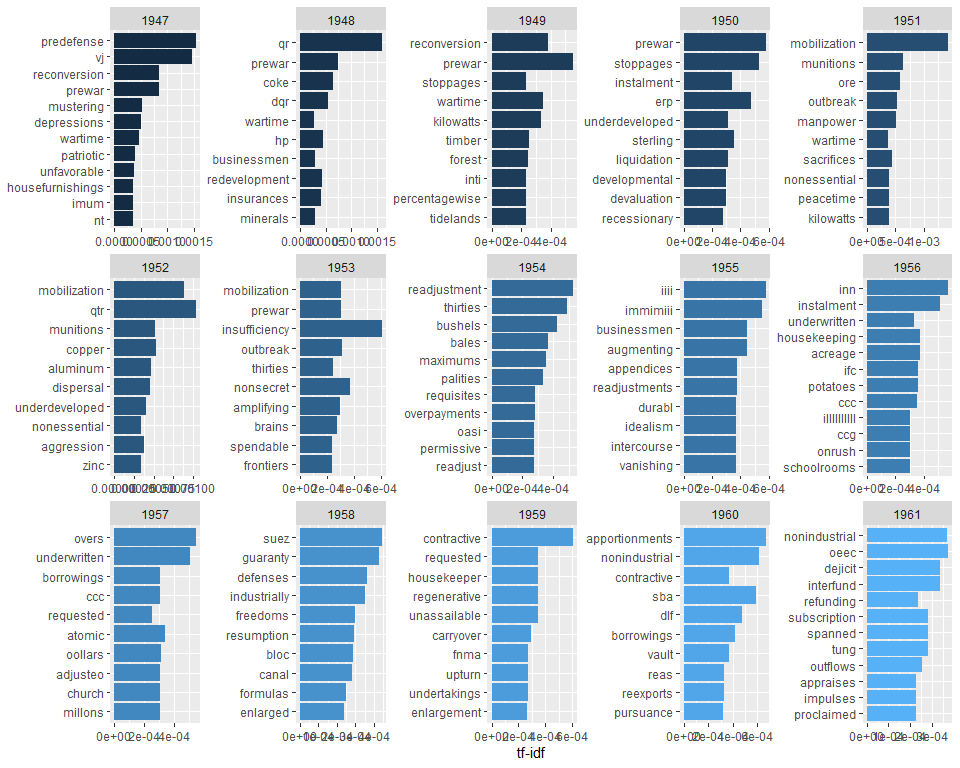 1947
predefense
vj
reconversion
prewar
mustering
depressions
wartime
patriotic
unfavorable
housefurnishings
imum
nt
1948
qr
prewar
coke
dqr
wartime
hp
businessmen
redevelopment
insurances
minerals
1949
reconversion
prewar
stoppages
wartime
kilowatts
timber
forest
inti
percentagewise
tidelands
1950
prewar
stoppages
instalment
erp
underdeveloped
sterling
liquidation
developmental
devaluation
recessionary
1951
mobilization
munitions
ore
outbreak
manpower
wartime
sacrifices
nonessential
peacetime
kilowatts
1952
mobilization
qtr
munitions
copper
aluminum
dispersal
underdeveloped
nonessential
aggression
zinc
1953
mobilization
prewar
insufficiency
outbreak
thirties
nonsecret
amplifying
brains
spendable
frontiers
1954
readjustment
thirties
bushels
bales
maximums
palities
requisites
overpayments
oasi
permissive
readjust
1955
iiii
immimiii
businessmen
augmenting
appendices
readjustments
durabl
idealism
intercourse
vanishing
1956
inn
instalment
underwritten
housekeeping
acreage
ifc
potatoes
ccc
ccg
onrush
schoolrooms
1957
overs
underwritten
borrowings
ccc
requested
atomic
oollars
adjusteo
church
millons
1958
suez
guaranty
defenses
industrially
freedoms
resumption
bloc
canal
formulas
enlarged
1959
contractive
requested
housekeeper
regenerative
unassailable
carryover
fnma
upturn
undertakings
enlargement
1960
apportionments
nonindustrial
contractive
sba
dlf
borrowings
vault
reas
reexports
pursuance
1961
nonindustrial
oeec
dejicit
interfund
refunding
subscription
spanned
tung
outflows
appraises
impulses
proclaimed
tf-idf